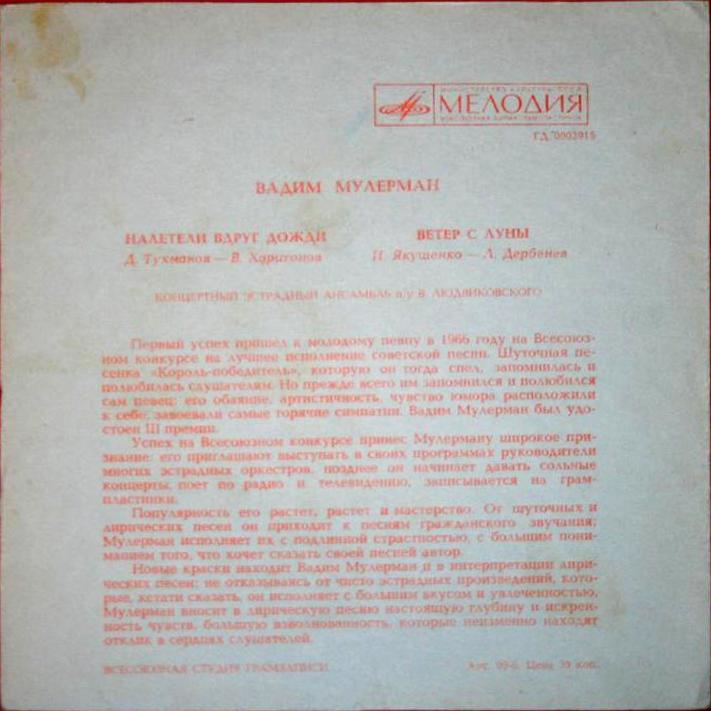 МИНИСТЕРСТВО КУЛЬТУРЫ СССР
МЕЛОДИЯ
ГД 0002915
ВАДИМ МУЛЕРМАН
НАЛЕТЕЛИ ВДРУГ ДОЖДИ
Д. Тухманов — В. Харитонов
ВЕТЕР С ЛУНЫ
И. Якушенко — Л. Дербенев
КОНЦЕРТНЫЙ ЭСТРАДНЫЙ АНСАМБЛЬ п/у В. ЛЮДВИКОВСКОГО
Первый успех пришел к молодому певцу в 1966 году на Всесоюз-
ном конкурсе на лучшее исполнение советской песни. Шуточная пе-
сенка «Король-победитель», которую он тогда спел, запомнилась и
полюбилась слушателям. Но прежде всего им запомнился и полюбился
сам певец: его обаяние, артистичность, чувство юмора расположили
к себе, завоевали самые горячие симпатии. Вадим Мулерман был удо-
стоен III премии.
Успех на Всесоюзном конкурсе принес Мулерману широкое при-
знание: его приглашают выступать в своих программах руководители
многих эстрадных оркестров, позднее он начинает давать сольные
концерты, поет по радио и телевидению, записывается на грам-
пластинки.
Популярность его растет, растет и мастерство. От шуточных и
лирических песен он приходит к песням гражданского звучания;
Мулерман исполняет их с подлинной страстностью, с большим пони-
манием того, что хочет сказать своей песней автор.
Новые краски находит Вадим Мулерман и в интерпретации лири-
ческих песен: не отказываясь от чисто эстрадных произведений, кото-
рые, кстати сказать, он исполняет с большим вкусом и увлеченностью,
Мулерман вносит в лирическую песню настоящую глубину и искрен-
ность чувств, большую взволнованность, которые неизменно находят
отклик в сердцах слушателей.
ВСЕСОЮЗНАЯ СТУДИЯ ГРАМЗАПИСИ
Арт. 99-6. Цена 35 коп.